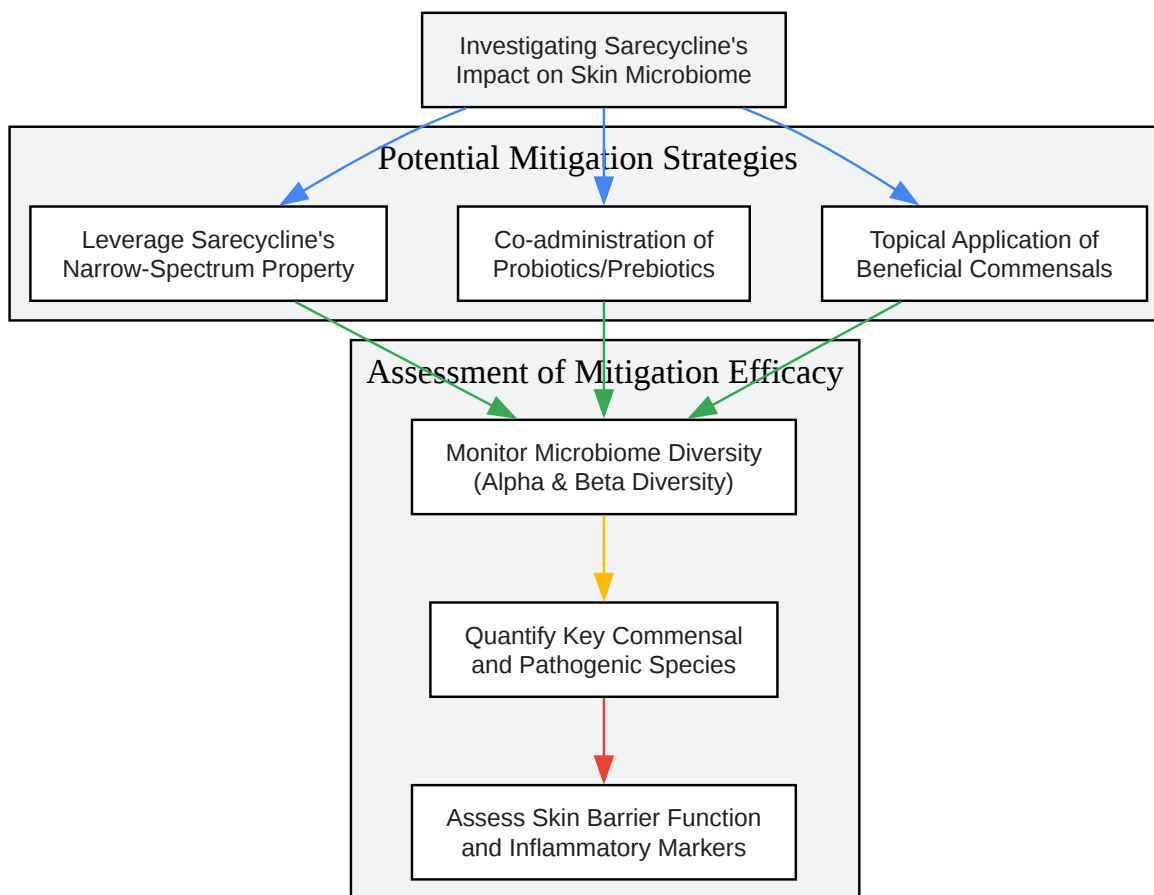 Investigating Sarecycline's
Impact on Skin Microbiome
Potential Mitigation Strategies
Leverage Sarecycline's
Narrow-Spectrum Property
Co-administration of
Probiotics/Prebiotics
Topical Application of
Beneficial Commensals
Assessment of Mitigation Efficacy
Monitor Microbiome Diversity
(Alpha & Beta Diversity)
Quantify Key Commensal
and Pathogenic Species
Assess Skin Barrier Function
and Inflammatory Markers